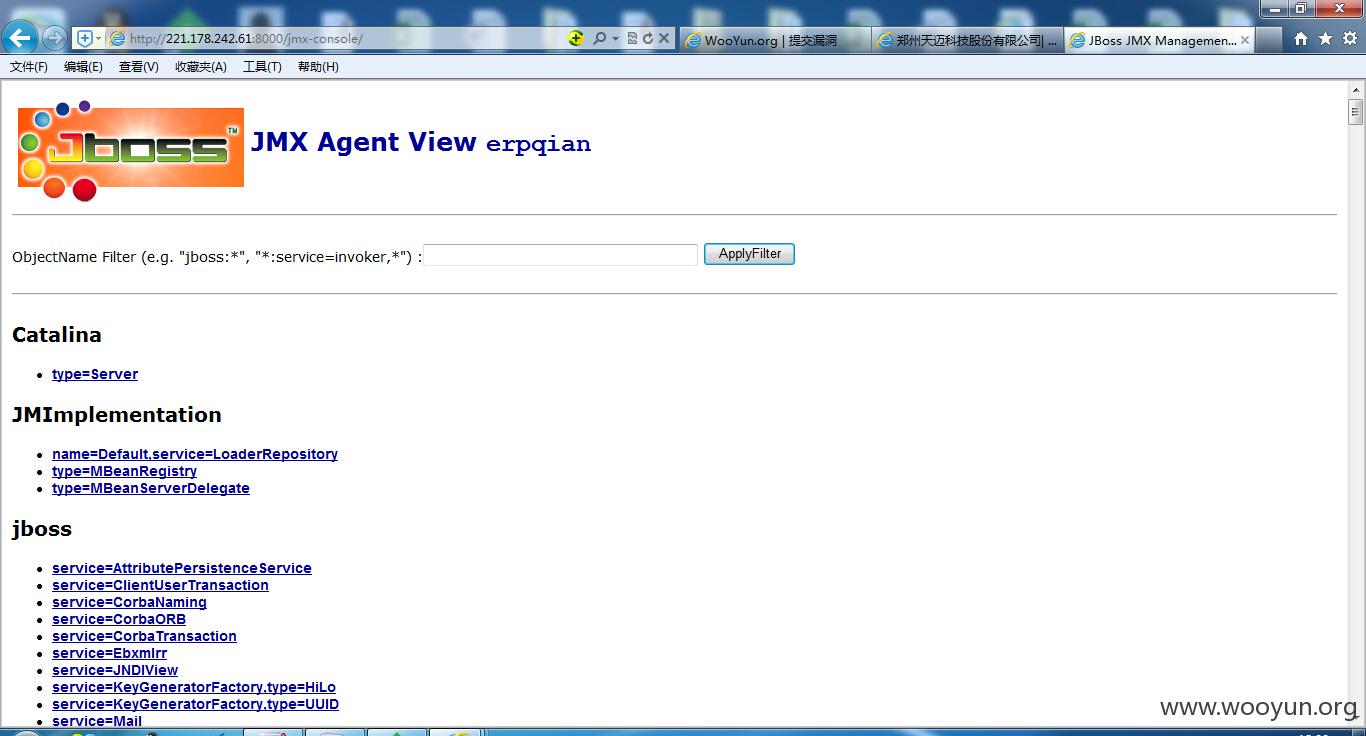 http://221.178.242.61:8000/jmx-console/
WooYun.org | 提交漏洞
郑州天迈科技股份有限公司| ...
JBoss JMX Managemen...
文件(F) 编辑(E) 查看(V) 收藏夹(A) 工具(T) 帮助(H)
Jboss TM
JMX Agent View erpqian
ObjectName Filter (e.g. "jboss:*", "*:service=invoker,*") : ApplyFilter
Catalina
type=Server
JMImplementation
name=Default,service=LoaderRepository
type=MBeanRegistry
type=MBeanServerDelegate
jboss
service=AttributePersistenceService
service=ClientUserTransaction
service=CorbaNaming
service=CorbaORB
service=CorbaTransaction
service=EbxmlIrr
service=JNDIView
service=KeyGeneratorFactory,type=HiLo
service=KeyGeneratorFactory,type=UUID
service=Mail
www.wooyun.org